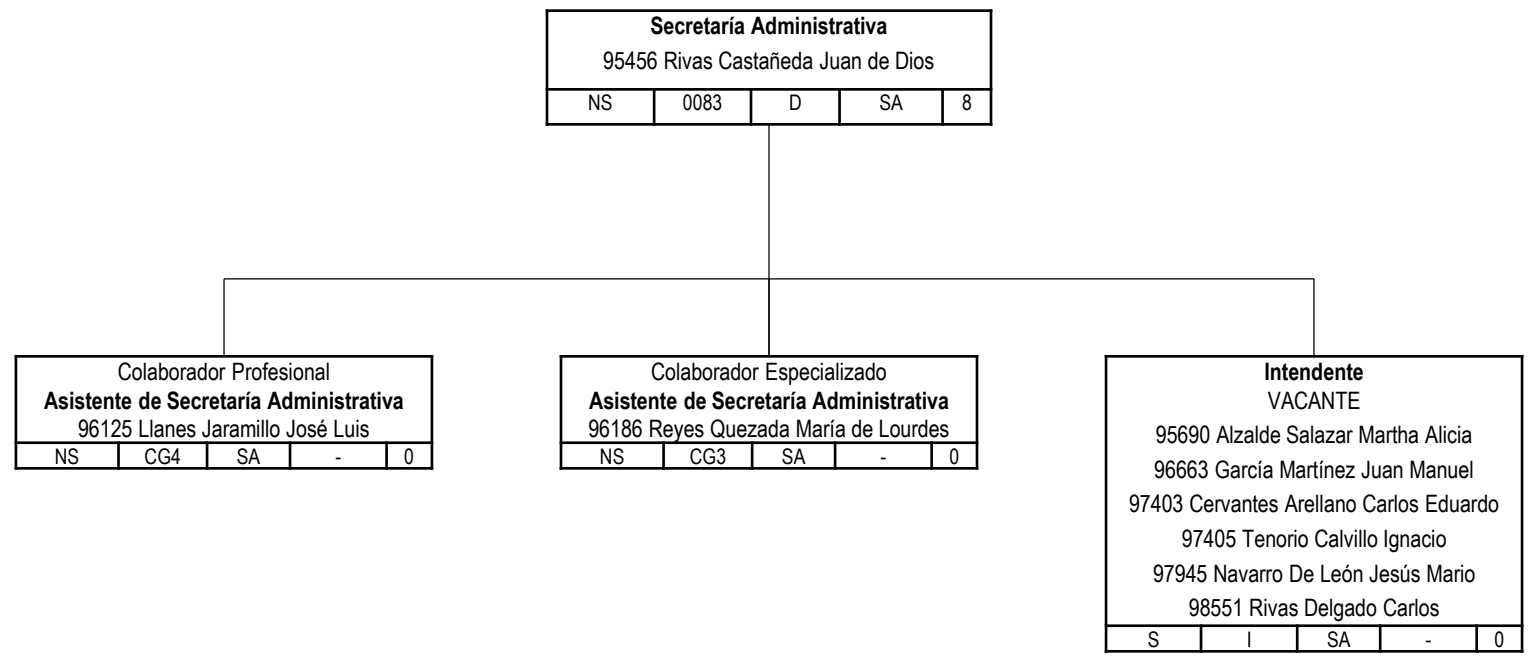 Secretaría Administrativa
95456 Rivas Castañeda Juan de Dios
NS 0083 D SA 8
Colaborador Profesional
Asistente de Secretaría Administrativa
96125 Llanes Jaramillo José Luis
NS CG4 SA - 0
Colaborador Especializado
Asistente de Secretaría Administrativa
96186 Reyes Quezada María de Lourdes
NS CG3 SA - 0
Intendente
VACANTE
95690 Alzalde Salazar Martha Alicia
96663 García Martínez Juan Manuel
97403 Cervantes Arellano Carlos Eduardo
97405 Tenorio Calvillo Ignacio
97945 Navarro De León Jesús Mario
98551 Rivas Delgado Carlos
S I SA - 0